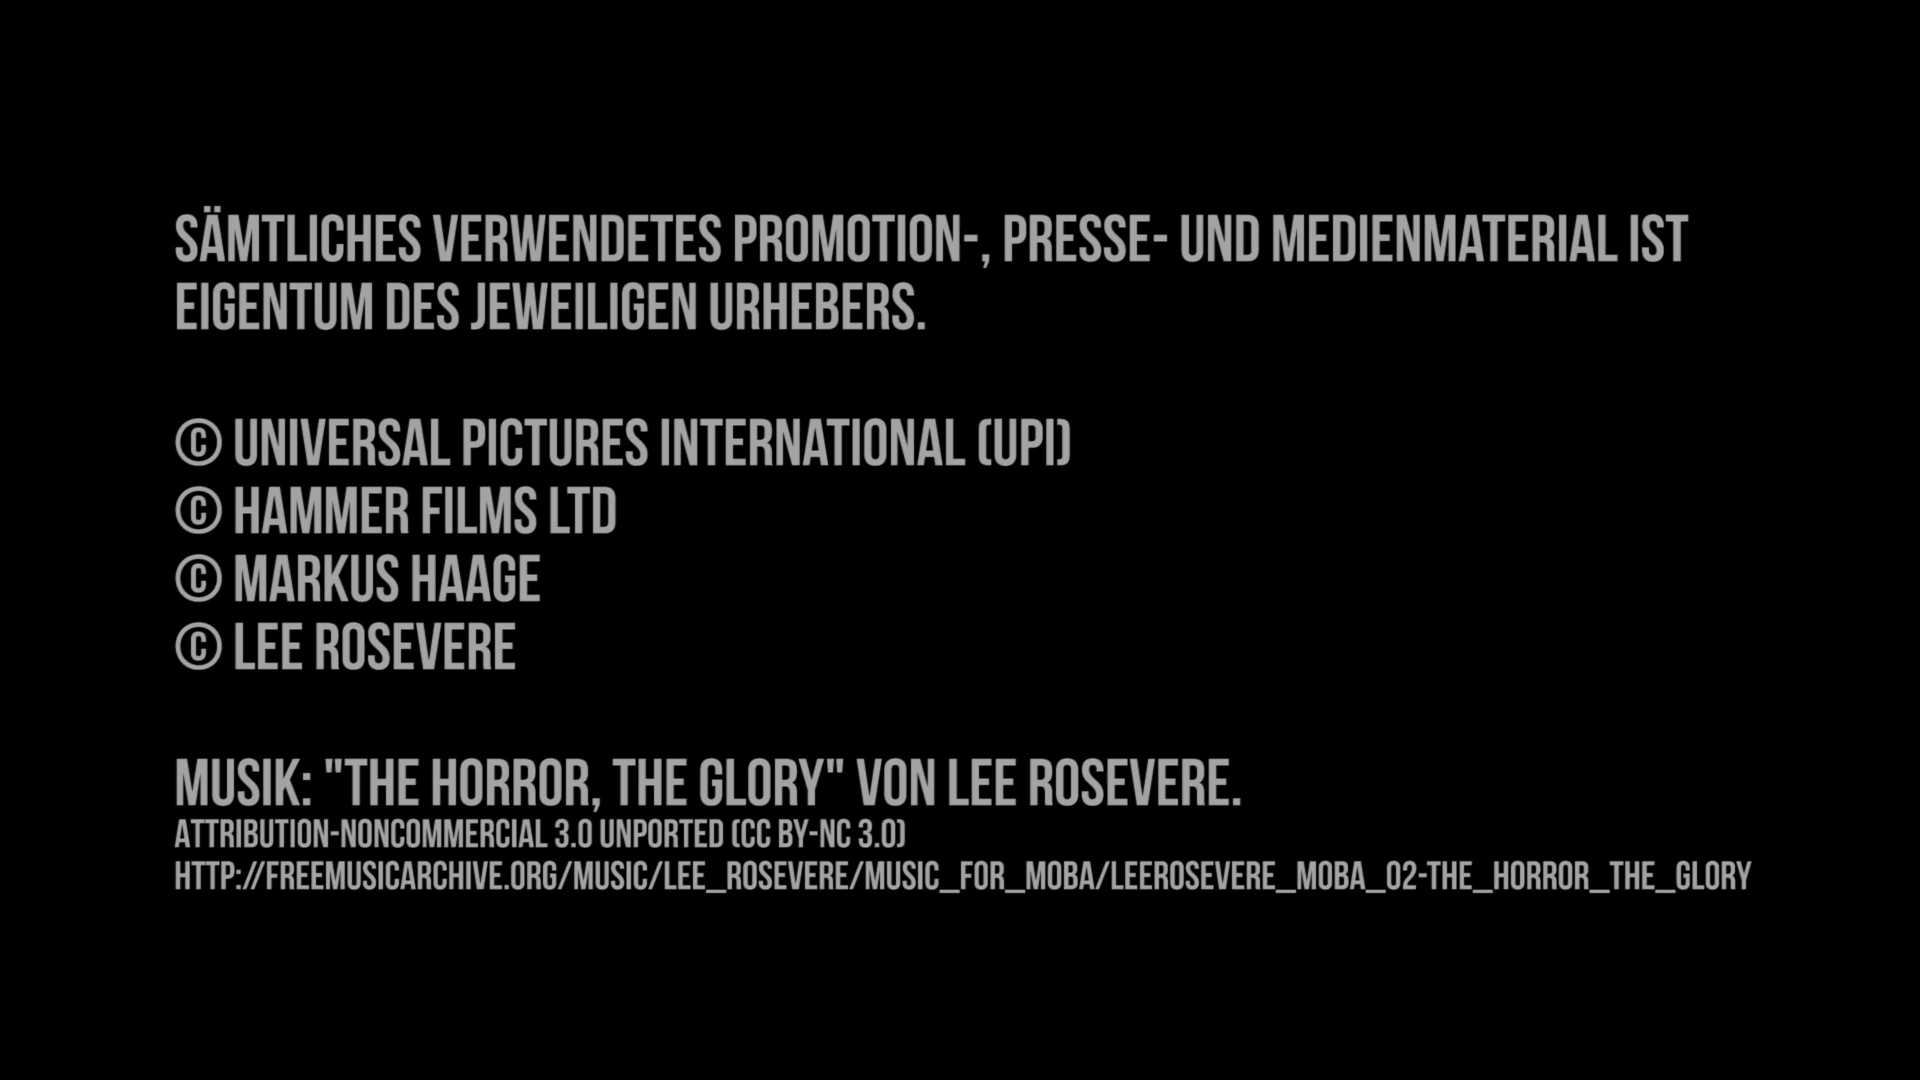 SÄMTLICHES VERWENDETES PROMOTION-, PRESSE- UND MEDIENMATERIAL IST
EIGENTUM DES JEWEILIGEN URHEBERS.
© UNIVERSAL PICTURES INTERNATIONAL (UPI)
© HAMMER FILMS LTD
© MARKUS HAAGE
© LEE ROSEVERE
MUSIK: "THE HORROR, THE GLORY" VON LEE ROSEVERE.
ATTRIBUTION-NONCOMMERCIAL 3.0 UNPORTED (CC BY-NC 3.0)
HTTP://FREEMUSICARCHIVE.ORG/MUSIC/LEE_ROSEVERE/MUSIC_FOR_MOBA/LEEROSEVERE_MOBA_02-THE_HORROR_THE_GLORY